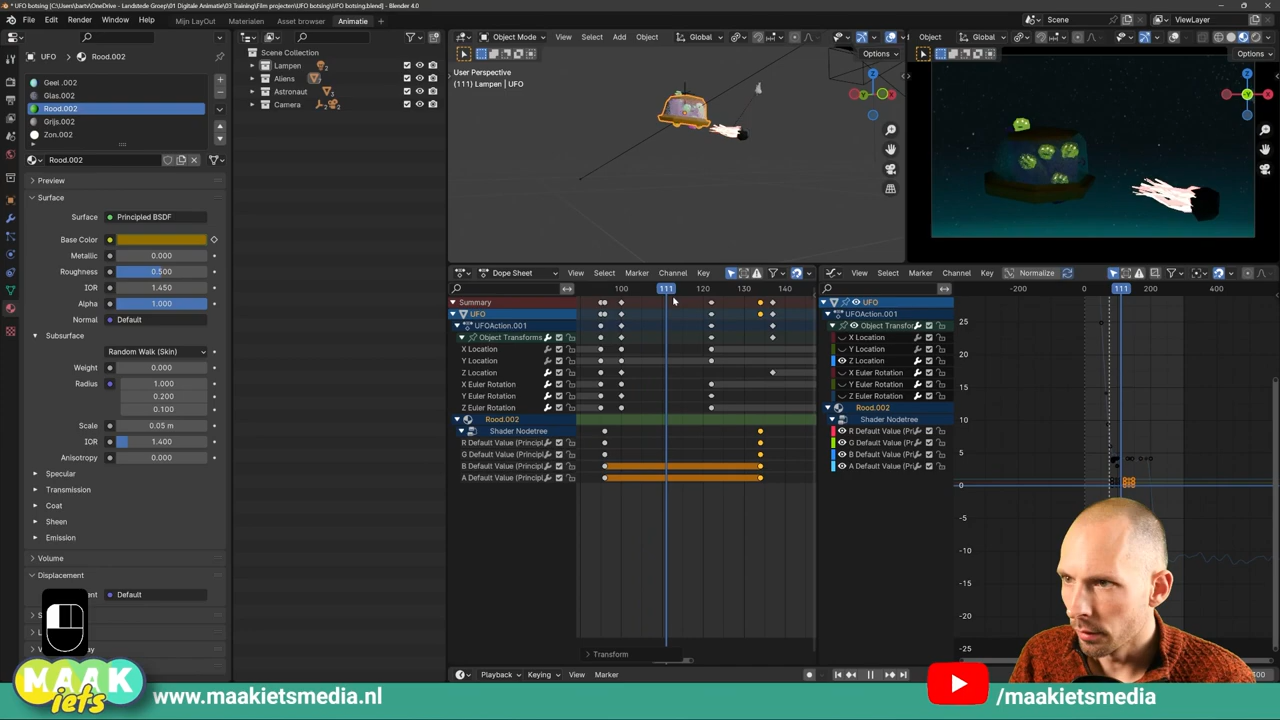 * UFO botsing [C:\Users\bartv\OneDrive - Landstede Groep\01 Digitale Animatie\03 Training\Film projecten\UFO botsing\UFO botsing.blend] - Blender 4.0
File Edit Render Window Help Mijn LayOut Materialen Asset browser Animatie + Scene ViewLayer
UFO > Rood.002
Geel.002
Glas.002
Rood.002
Grijs.002
Zon.002
Rood.002
Preview
Surface
Surface Principled BSDF
Base Color
Metallic 0.000
Roughness 0.500
IOR 1.450
Alpha 1.000
Normal Default
Subsurface
Random Walk (Skin)
Weight 0.000
Radius 1.000
0.200
0.100
Scale 0.05 m
IOR 1.400
Anisotropy 0.000
Specular
Transmission
Coat
Sheen
Emission
Volume
Displacement
Default
Scene Collection
Lampen
Aliens
Astronaut
Camera
Object Mode View Select Add Object Global
Options
User Perspective
(111) Lampen | UFO
Z
X
Object Global
Options
Z
X
Dope Sheet View Select Marker Channel Key
100 111 120 130 140
Summary
UFO
UFOAction.001
Object Transforms
X Location
Y Location
Z Location
X Euler Rotation
Y Euler Rotation
Z Euler Rotation
Rood.002
Shader Nodetree
R Default Value (Principl
G Default Value (Principl
B Default Value (Principl
A Default Value (Principl
Transform
Playback Keying View Marker
View Select Marker Channel Key Normalize
-200 0 111 200 400
UFO
UFOAction.001
Object Transfor
X Location
Y Location
Z Location
X Euler Rotation
Y Euler Rotation
Z Euler Rotation
Rood.002
Shader Nodetree
R Default Value (Pri
G Default Value (Pri
B Default Value (Pri
A Default Value (Pri
25
20
15
10
5
0
-5
-10
-15
-20
-25
300
MAAK
iets
www.maakietsmedia.nl
/maakietsmedia